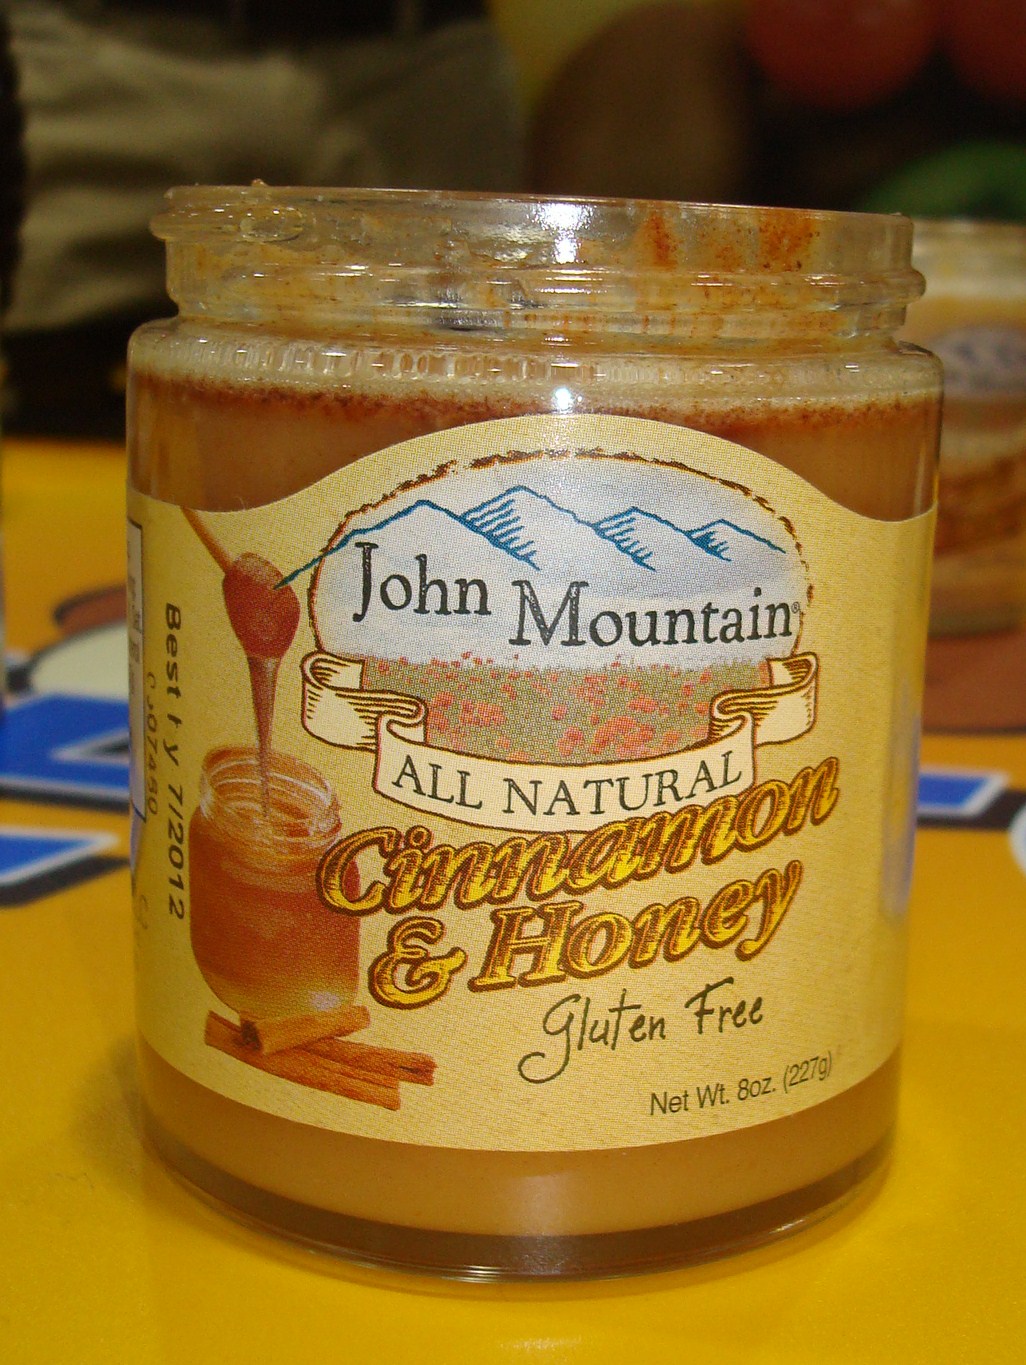 John Mountain®
ALL NATURAL
Cinnamon
& Honey
Gluten Free
Net Wt. 8oz. (227g)
Best By 7/2012